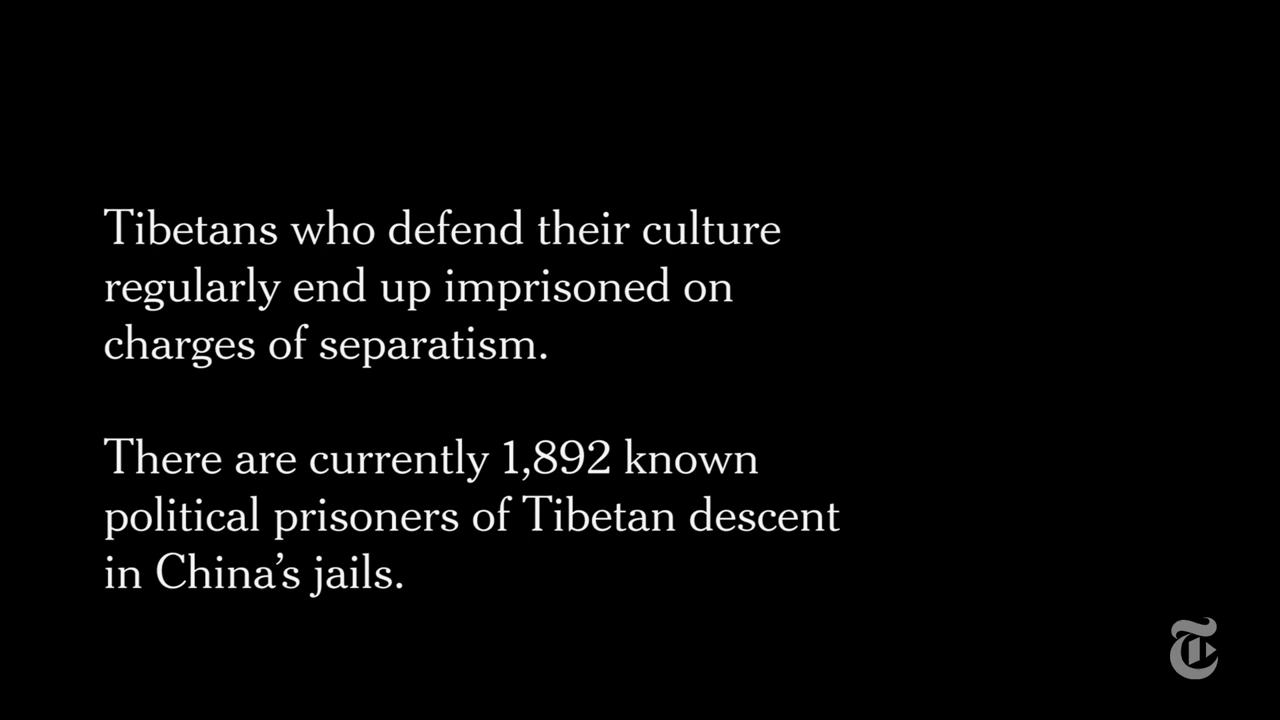 Tibetans who defend their culture
regularly end up imprisoned on
charges of separatism.
There are currently 1,892 known
political prisoners of Tibetan descent
in China’s jails.
T